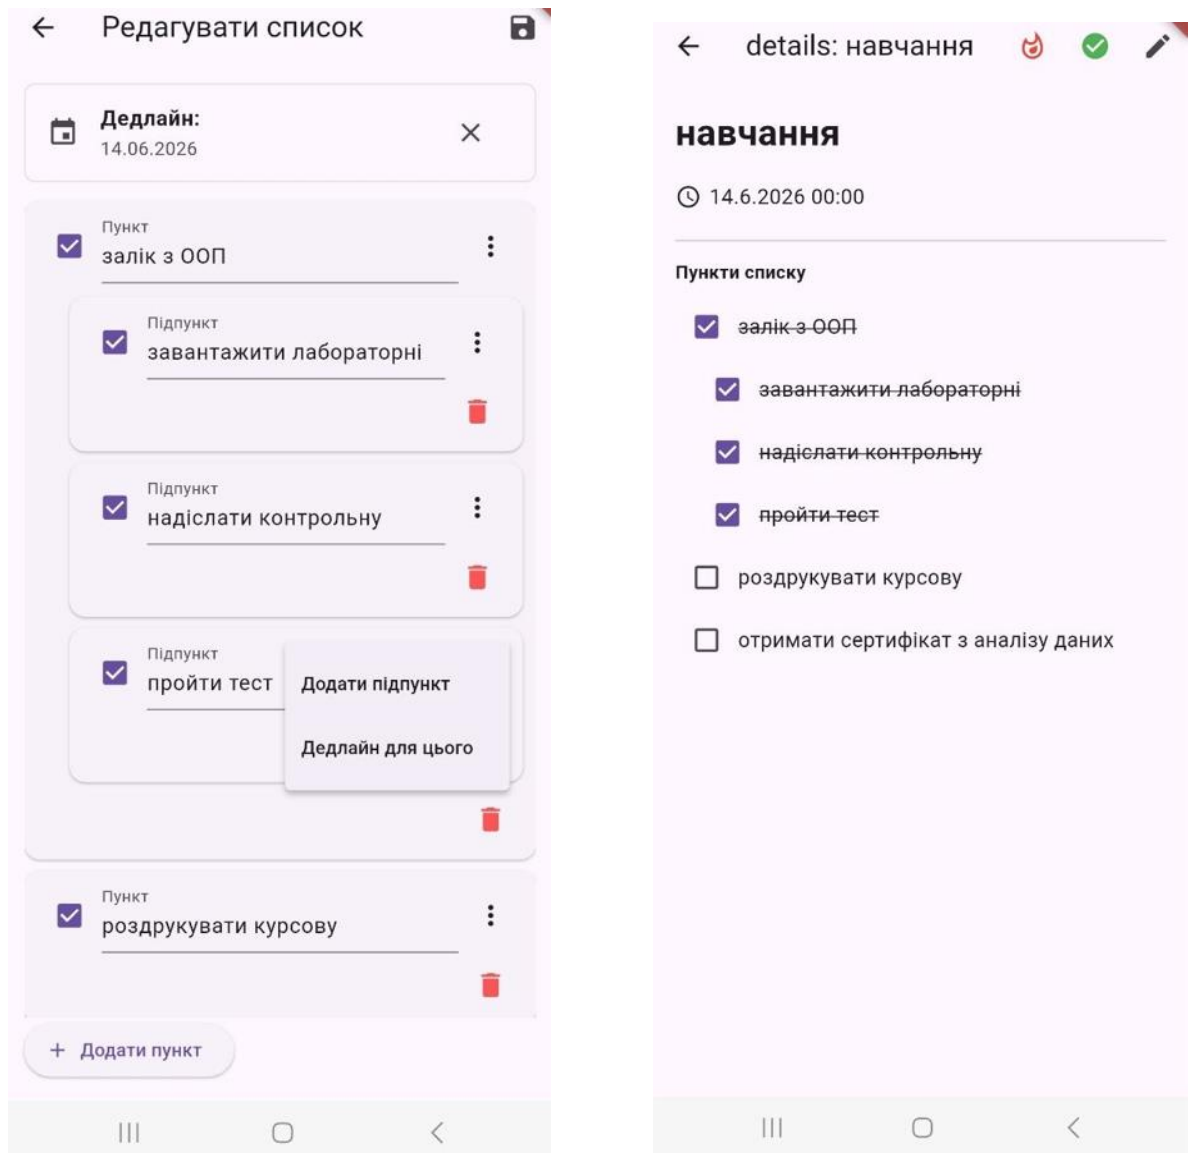 Редагувати список
Дедлайн:
14.06.2026
Пункт
залік з ООП
Підпункт
завантажити лабораторні
Підпункт
надіслати контрольну
Підпункт
пройти тест
Додати підпункт
Дедлайн для цього
Пункт
роздрукувати курсову
+ Додати пункт
details: навчання
навчання
14.6.2026 00:00
Пункти списку
залік з ООП
завантажити лабораторні
надіслати контрольну
пройти тест
роздрукувати курсову
отримати сертифікат з аналізу даних